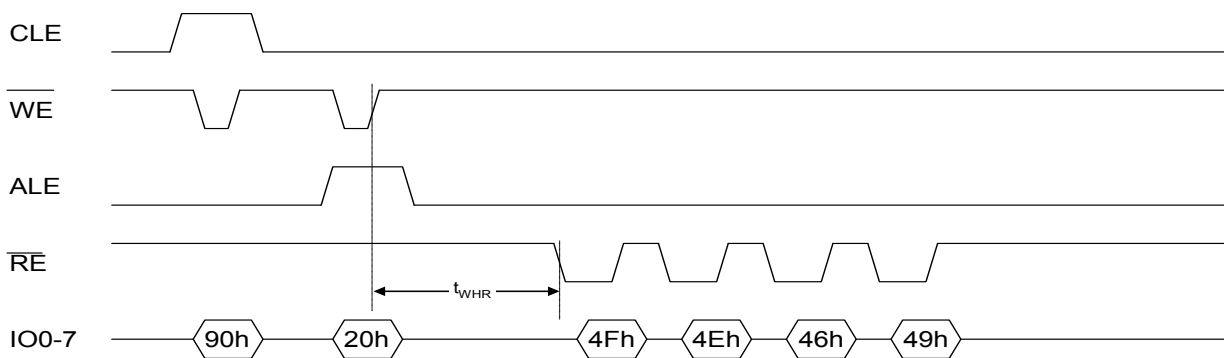 CLE
WE
ALE
RE
tWHR
IO0-7 90h 20h 4Fh 4Eh 46h 49h